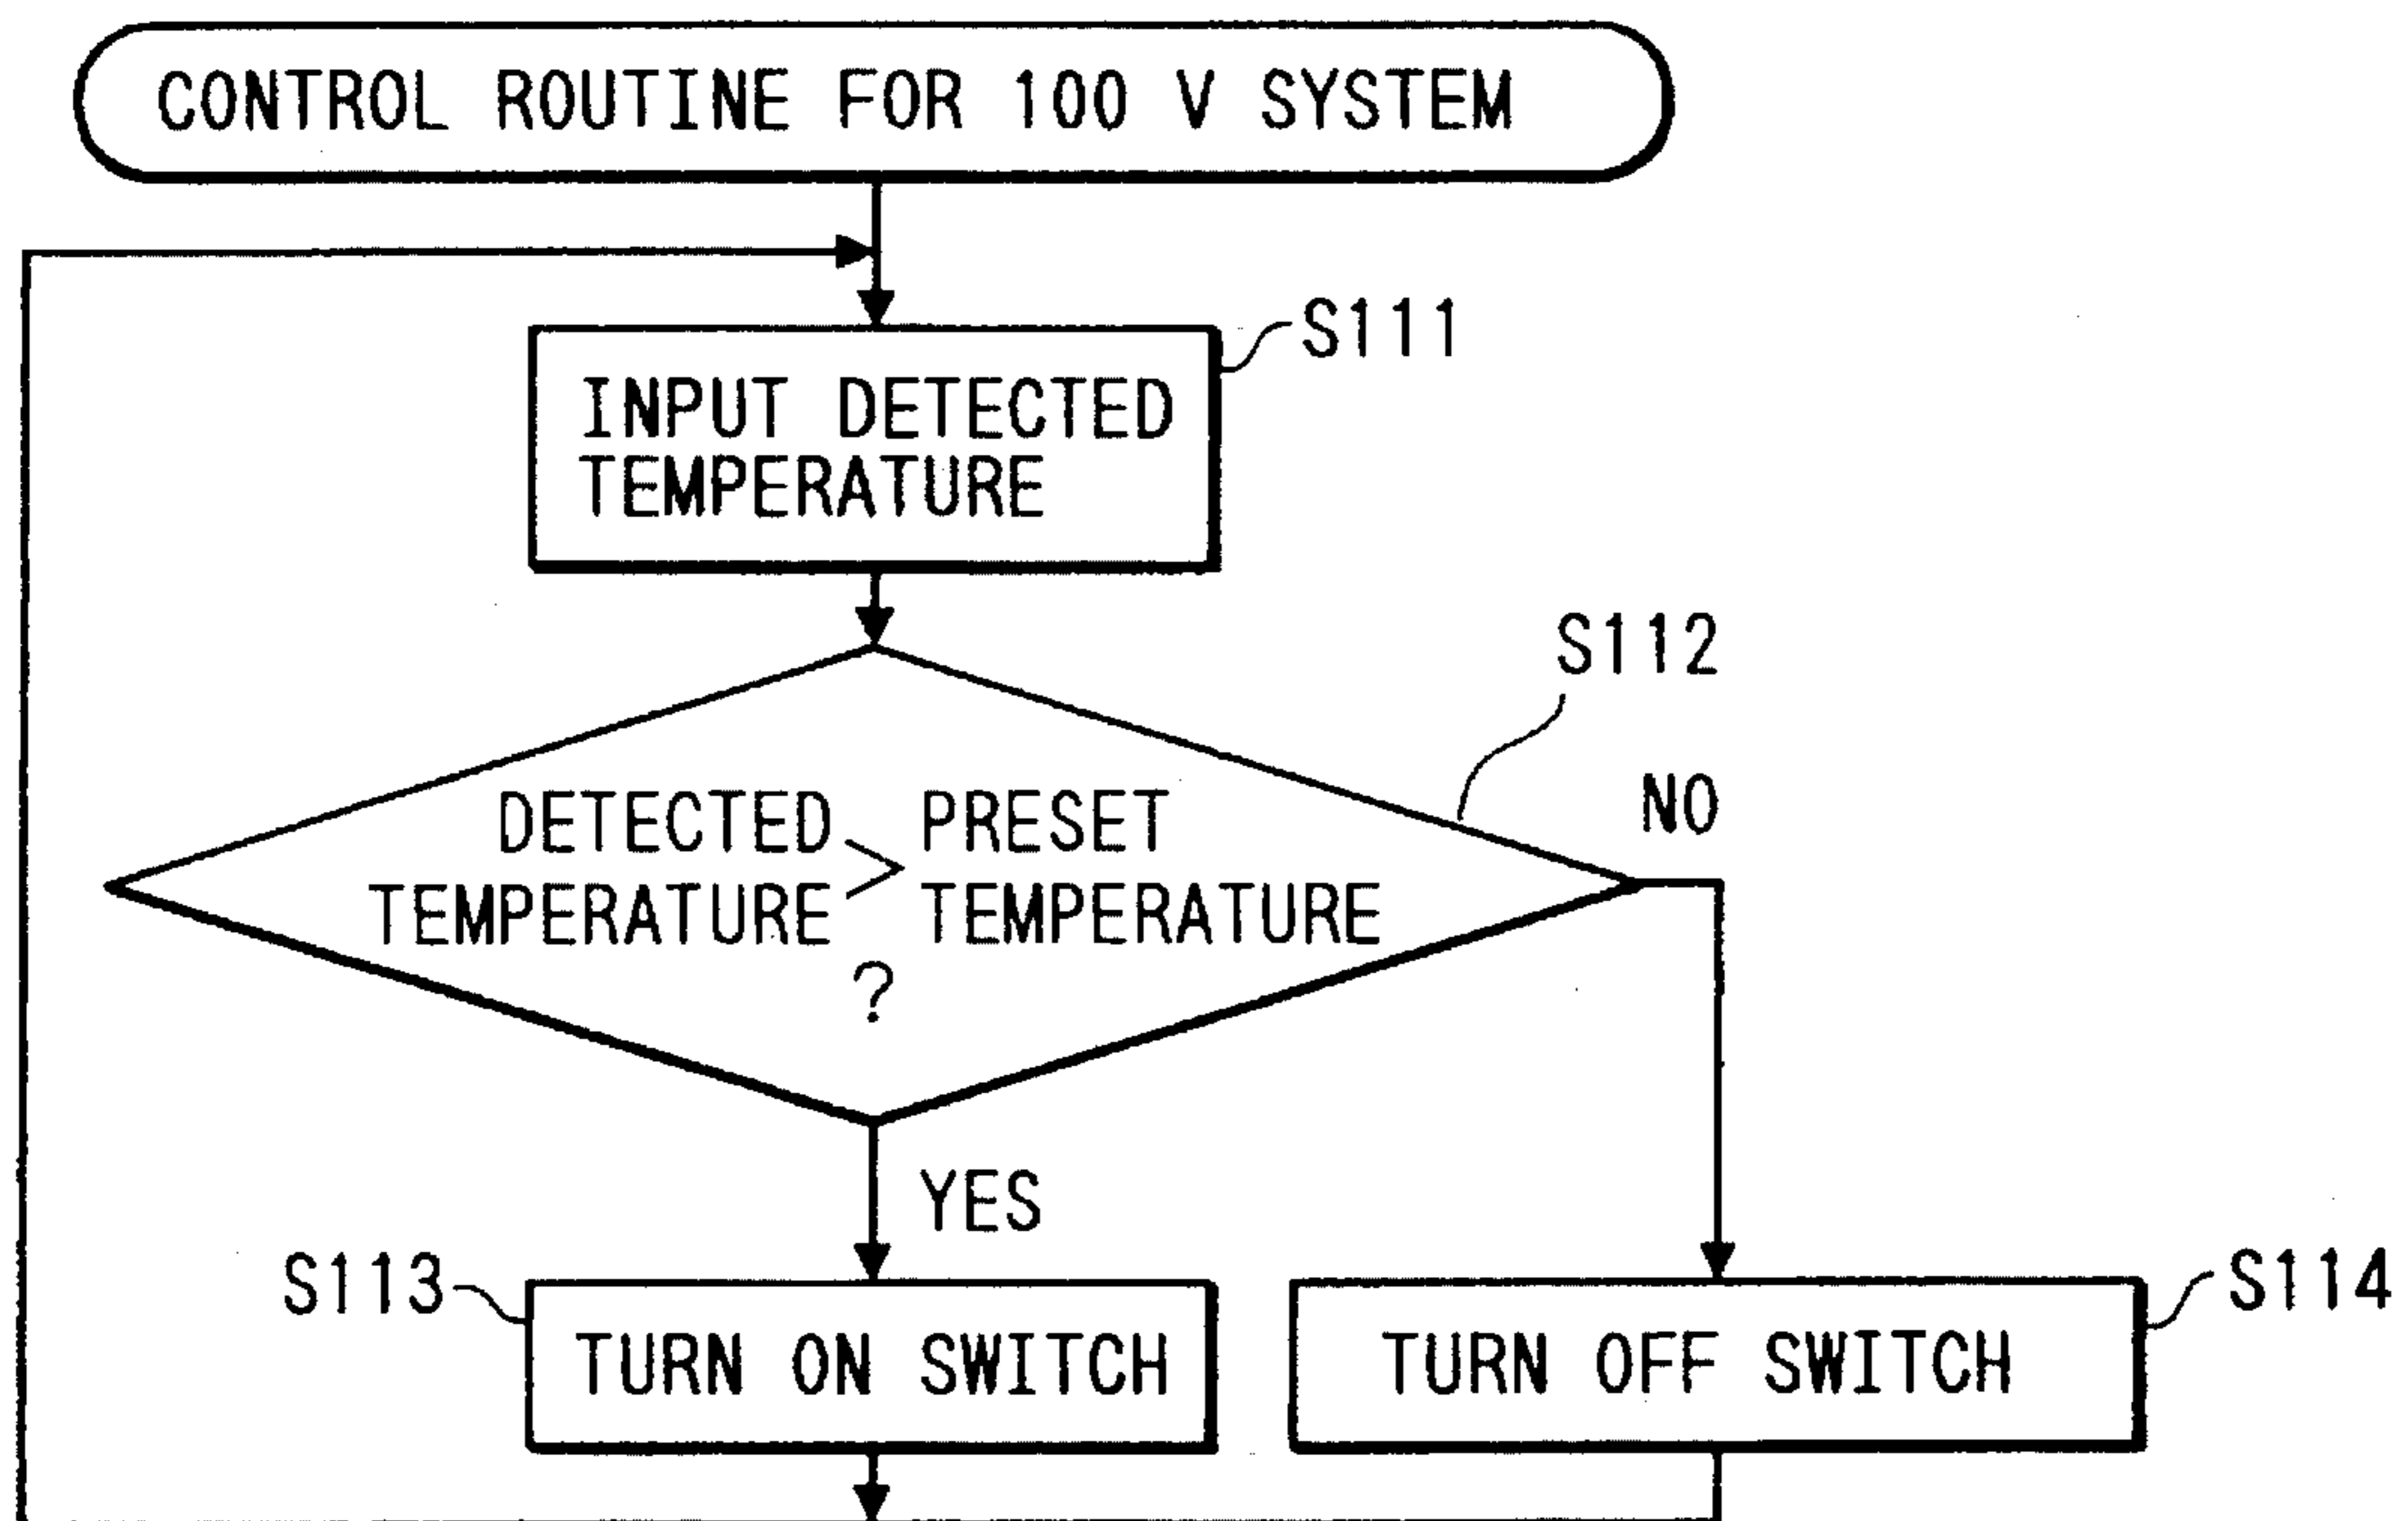 CONTROL ROUTINE FOR 100 V SYSTEM
S111
INPUT DETECTED
TEMPERATURE
S112
NO
DETECTED > PRESET
TEMPERATURE TEMPERATURE
?
YES
S113
TURN ON SWITCH
TURN OFF SWITCH
S114